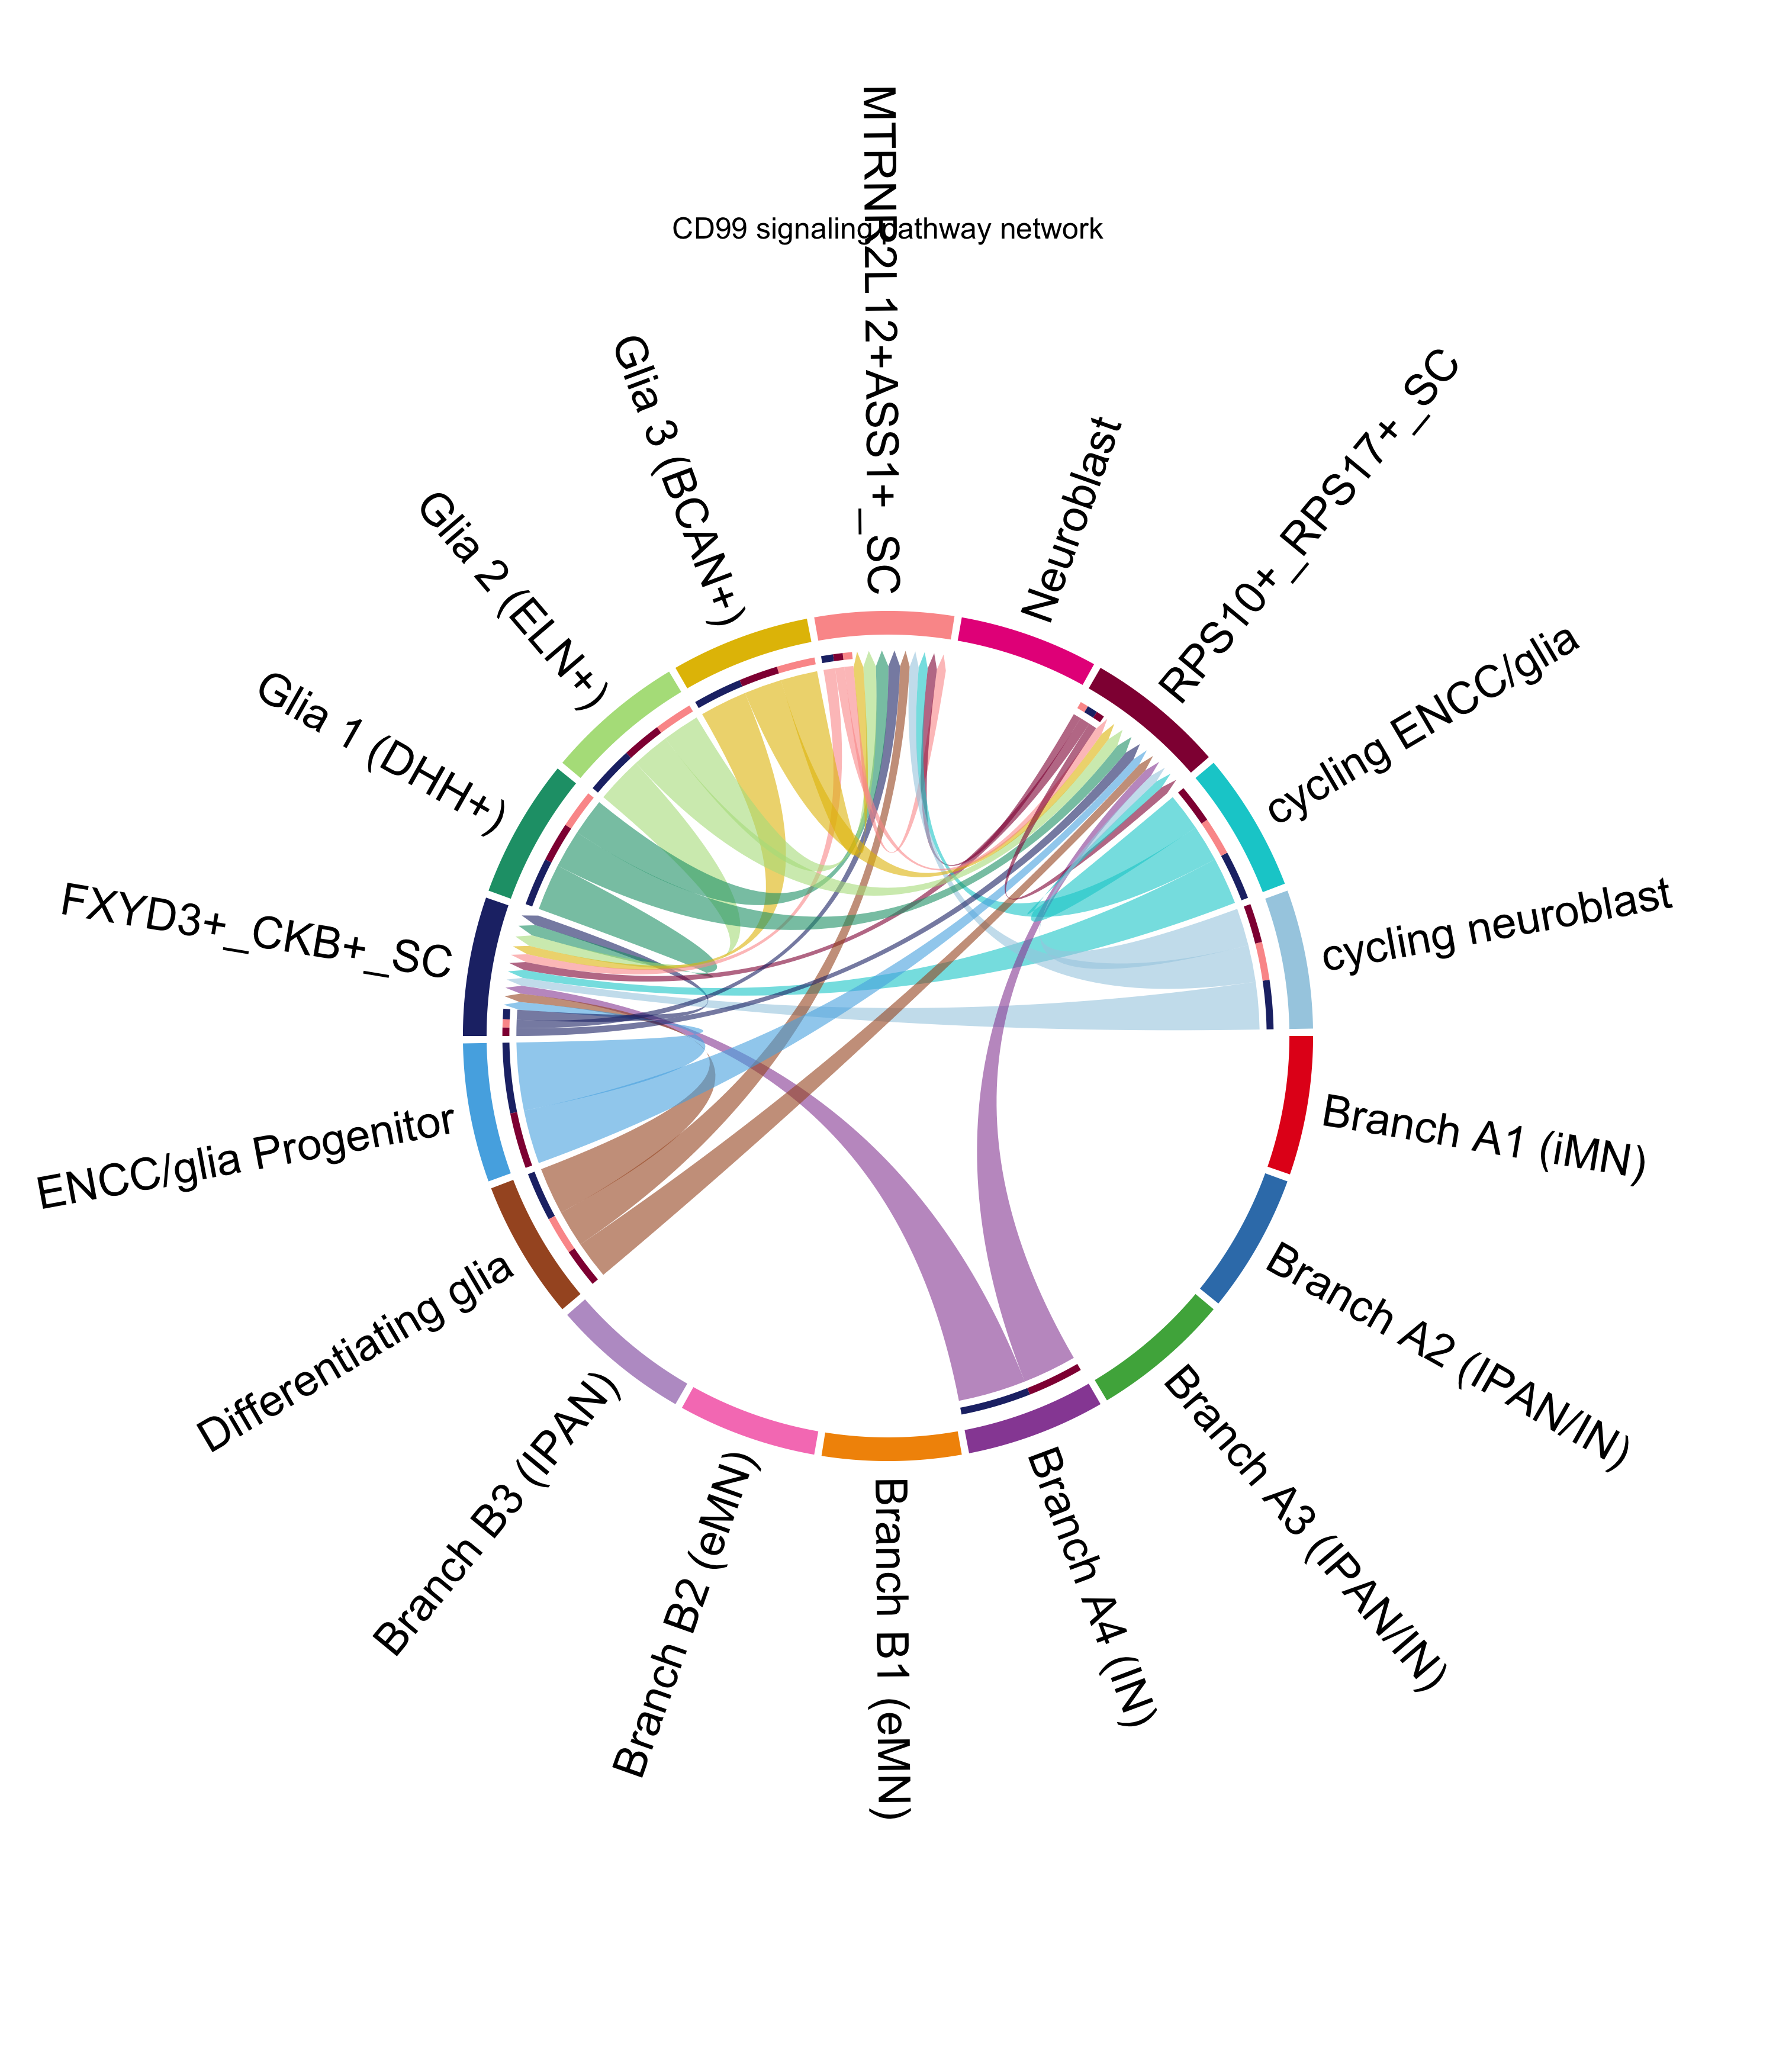 CD99 signaling pathway network
MTRNR2L12+ASS1+_SC
Neuroblast
RPS10+_RPS17+_SC
cycling ENCC/glia
cycling neuroblast
Branch A1 (iMN)
Branch A2 (IPAN/IN)
Branch A3 (IPAN/IN)
Branch A4 (IN)
Branch B1 (eMN)
Branch B2 (eMN)
Branch B3 (IPAN)
Differentiating glia
ENCC/glia Progenitor
FXYD3+_CKB+_SC
Glia 1 (DHH+)
Glia 2 (ELN+)
Glia 3 (BCAN+)